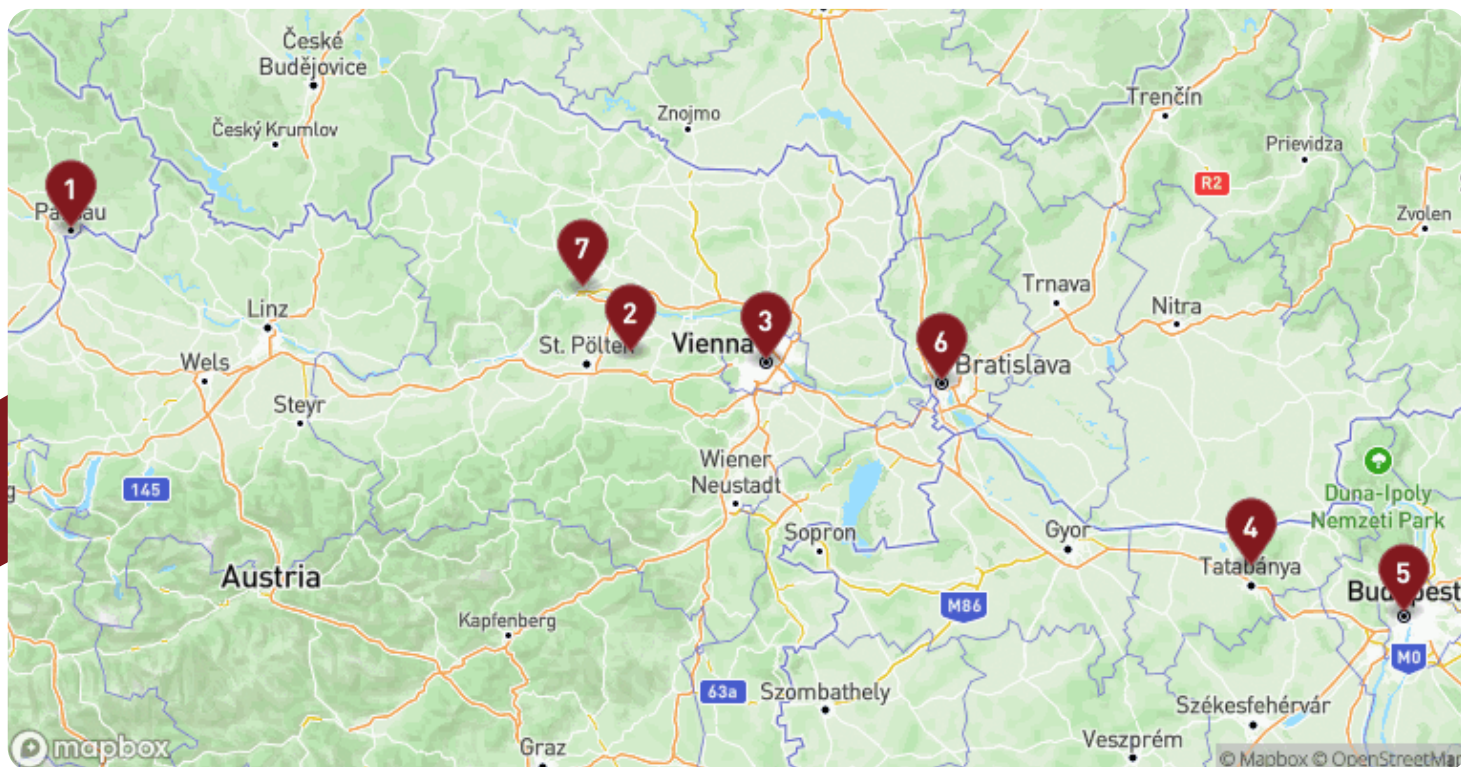 České
Budějovice
Český Krumlov
Znojmo
Trenčín
Prievidza
R2
1
Passau
Zvolen
7
Linz
2
3
Trnava
Nitra
St. Pölten
Vienna
6
Bratislava
Wels
Steyr
Wiener
Neustadt
145
Duna-Ipoly
Nemzeti Park
Sopron
Gyor
4
Tatabánya
Austria
5
Budapest
M86
Kapfenberg
M0
63a
Szombathely
Székesfehérvár
Veszprém
Graz
mapbox
© Mapbox © OpenStreetMap